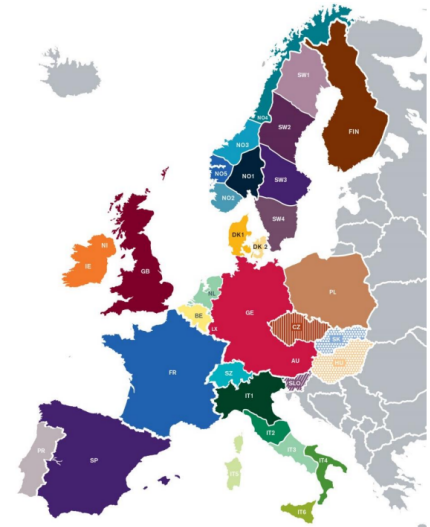 SW1
NO4
SW2
FIN
NO3
NO5
NO1
SW3
NO2
SW4
DK1
DK 2
NI
IE
GB
NL
GE
PL
BE
LX
CZ
SK
FR
AU
SZ
SLO
IT1
IT2
IT3
IT4
PR
SP
IT6